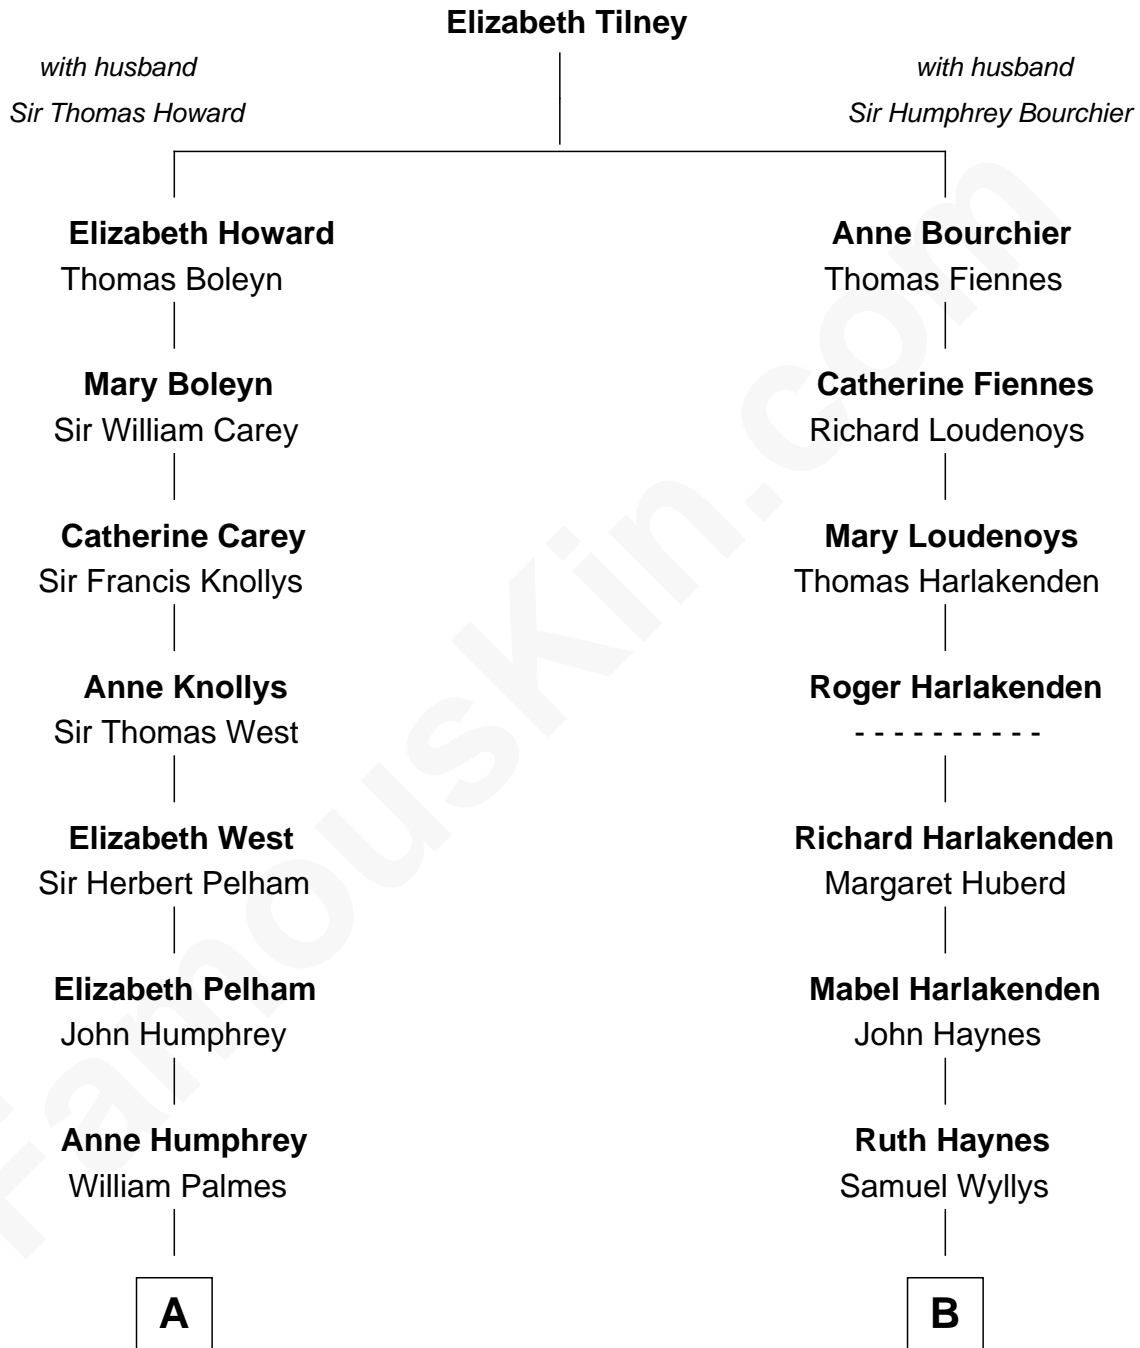 Elizabeth Tilney
with husband
Sir Thomas Howard
with husband
Sir Humphrey Bourchier
Elizabeth Howard
Thomas Boleyn
Anne Bourchier
Thomas Fiennes
Mary Boleyn
Sir William Carey
Catherine Fiennes
Richard Loudenoys
Catherine Carey
Sir Francis Knollys
Mary Loudenoys
Thomas Harlakenden
Anne Knollys
Sir Thomas West
Roger Harlakenden
- - - - - - - - - -
Elizabeth West
Sir Herbert Pelham
Richard Harlakenden
Margaret Huberd
Elizabeth Pelham
John Humphrey
Mabel Harlakenden
John Haynes
Anne Humphrey
William Palmes
Ruth Haynes
Samuel Wyllys
A
B
FamousKin.com